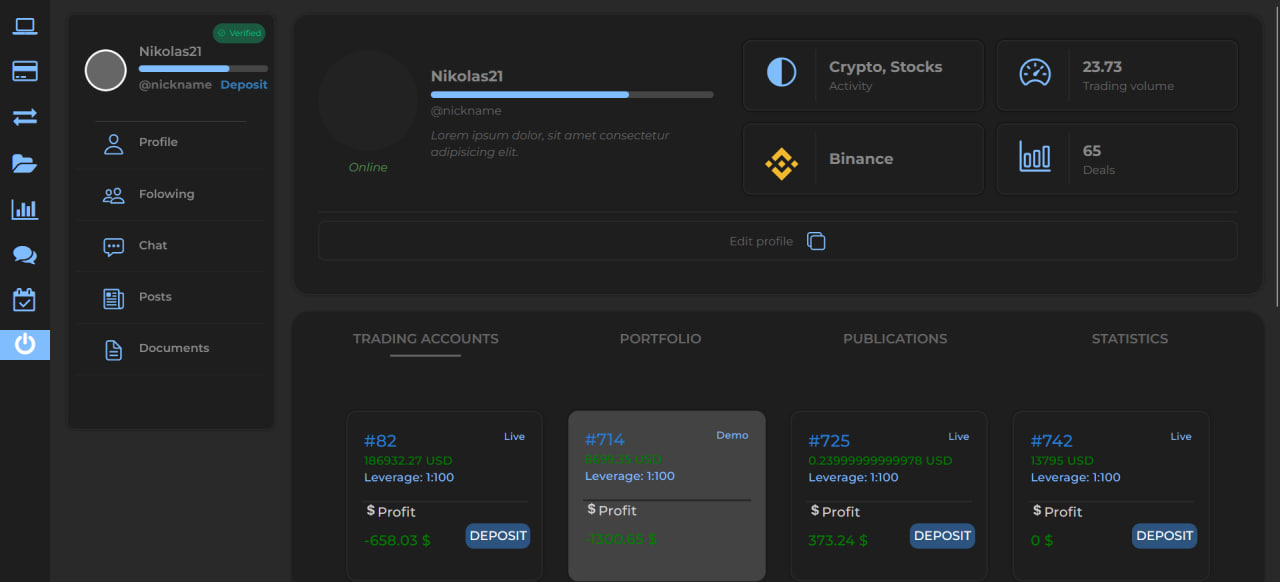 Verified
Nikolas21
@nickname Deposit
Profile
Folowing
Chat
Posts
Documents
Nikolas21
@nickname
Lorem ipsum dolor, sit amet consectetur
adipisicing elit.
Online
Crypto, Stocks
Activity
23.73
Trading volume
Binance
65
Deals
Edit profile
TRADING ACCOUNTS PORTFOLIO PUBLICATIONS STATISTICS
#82 Live
186932.27 USD
Leverage: 1:100
$ Profit
-658.03 $ DEPOSIT
#714 Demo
Leverage: 1:100
$ Profit
-1300.65 $
#725 Live
0.23999999999978 USD
Leverage: 1:100
$ Profit
373.24 $ DEPOSIT
#742 Live
13795 USD
Leverage: 1:100
$ Profit
0 $ DEPOSIT